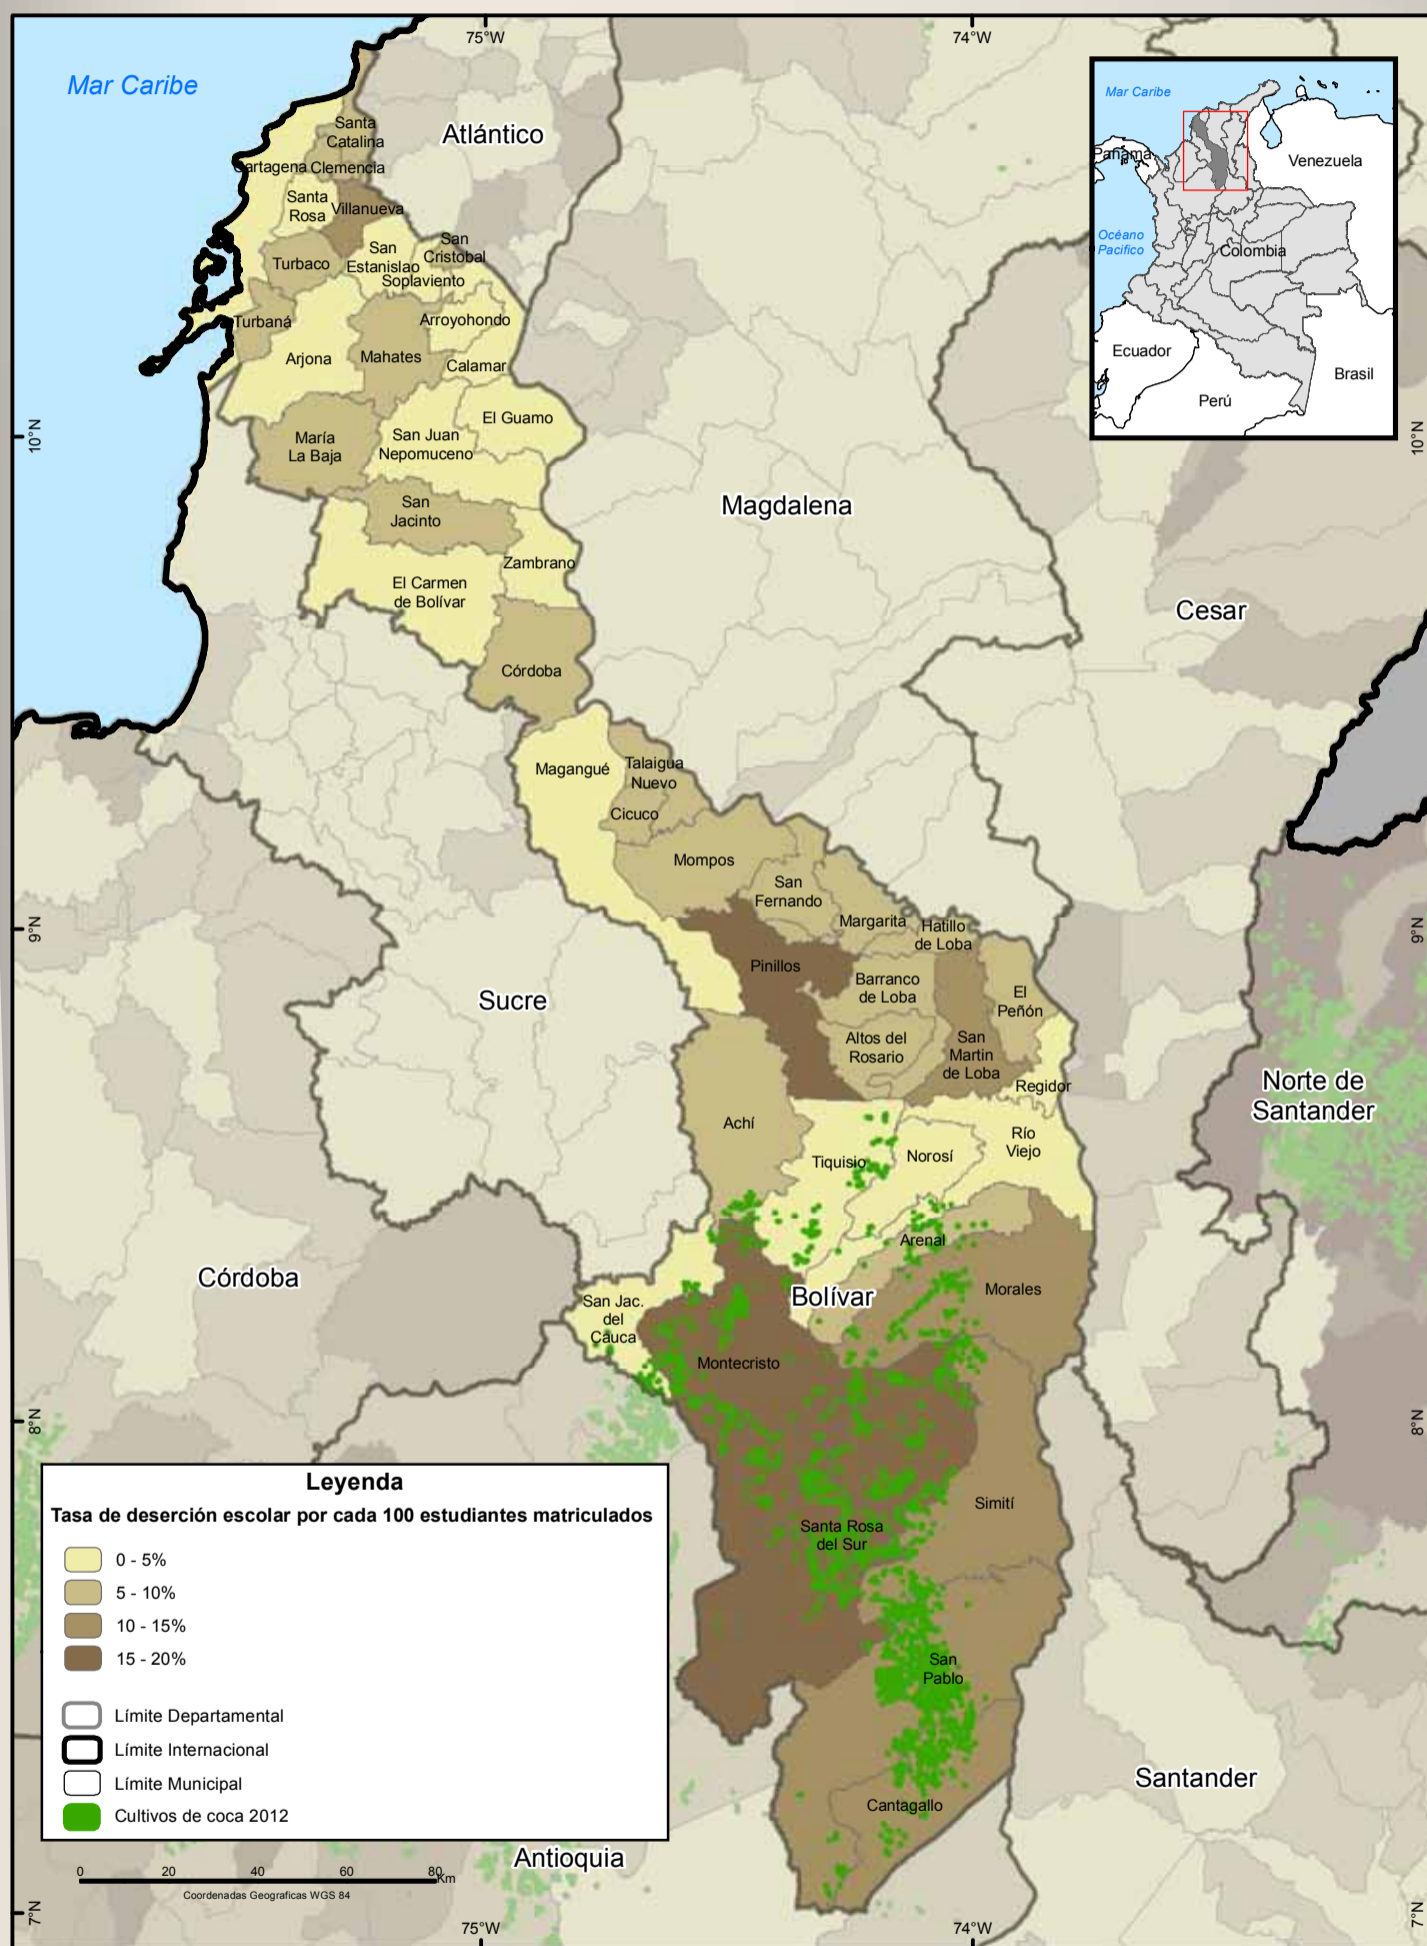 75°W
74°W
Mar Caribe
Atlántico
Santa
Catalina
Cartagena
Clemencia
Santa
Rosa
Villanueva
San
Cristobal
San
Estanislao
Soplaviento
Turbaco
Turbaná
Arroyohondo
Arjona
Mahates
Calamar
El Guamo
María
La Baja
San Juan
Nepomuceno
San
Jacinto
Zambrano
El Carmen
de Bolívar
Córdoba
Magdalena
Cesar
Mar Caribe
Panamá
Venezuela
Océano
Pacifico
Colombia
Ecuador
Perú
Brasil
10°N
10°N
Magangué
Talaigua
Nuevo
Cicuco
Mompos
San
Fernando
Margarita
Hatillo
de Loba
9°N
9°N
Pinillos
Barranco
de Loba
El
Peñón
Sucre
Altos del
Rosario
San
Martin
de Loba
Regidor
Norte de
Santander
Achí
Tiquisio
Norosí
Río
Viejo
Arenal
Córdoba
Bolívar
Morales
San Jac.
del
Cauca
Montecristo
8°N
8°N
Simití
Santa Rosa
del Sur
San
Pablo
Cantagallo
Santander
Antioquia
Leyenda
Tasa de deserción escolar por cada 100 estudiantes matriculados
0 - 5%
5 - 10%
10 - 15%
15 - 20%
Límite Departamental
Límite Internacional
Límite Municipal
Cultivos de coca 2012
0 20 40 60 80 Km
Coordenadas Geograficas WGS 84
7°N
7°N
75°W
74°W